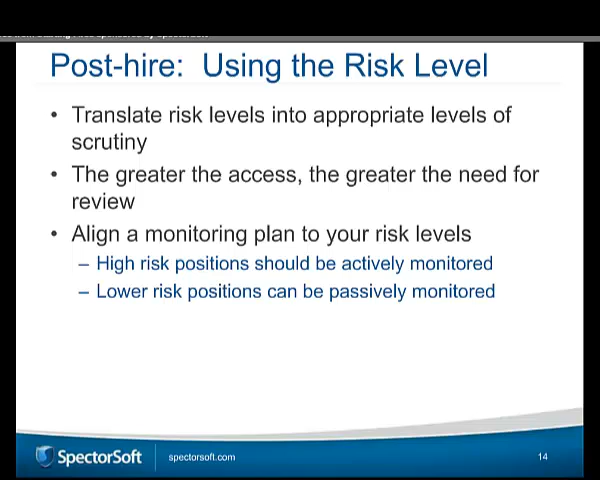 Post-hire: Using the Risk Level
• Translate risk levels into appropriate levels of
scrutiny
• The greater the access, the greater the need for
review
• Align a monitoring plan to your risk levels
– High risk positions should be actively monitored
– Lower risk positions can be passively monitored
SpectorSoft
spectorsoft.com
14